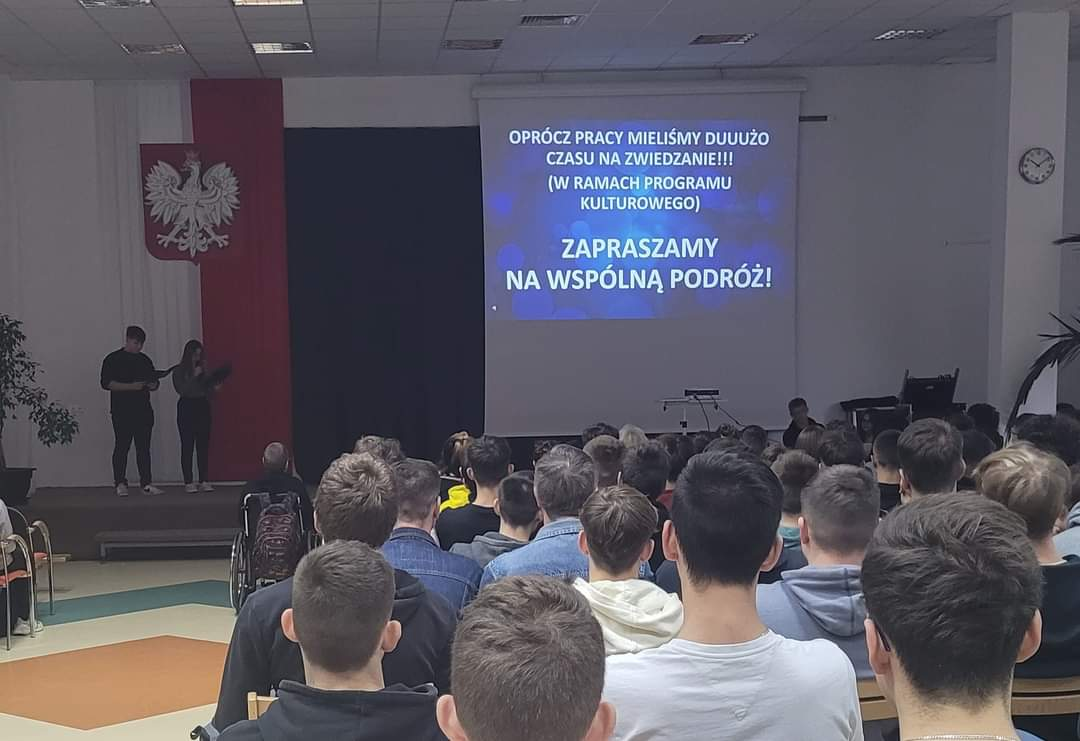 OPRÓCZ PRACY MIELIŚMY DUUUŻO
CZASU NA ZWIEDZANIE!!!
(W RAMACH PROGRAMU
KULTUROWEGO)
ZAPRASZAMY
NA WSPÓLNĄ PODRÓŻ!